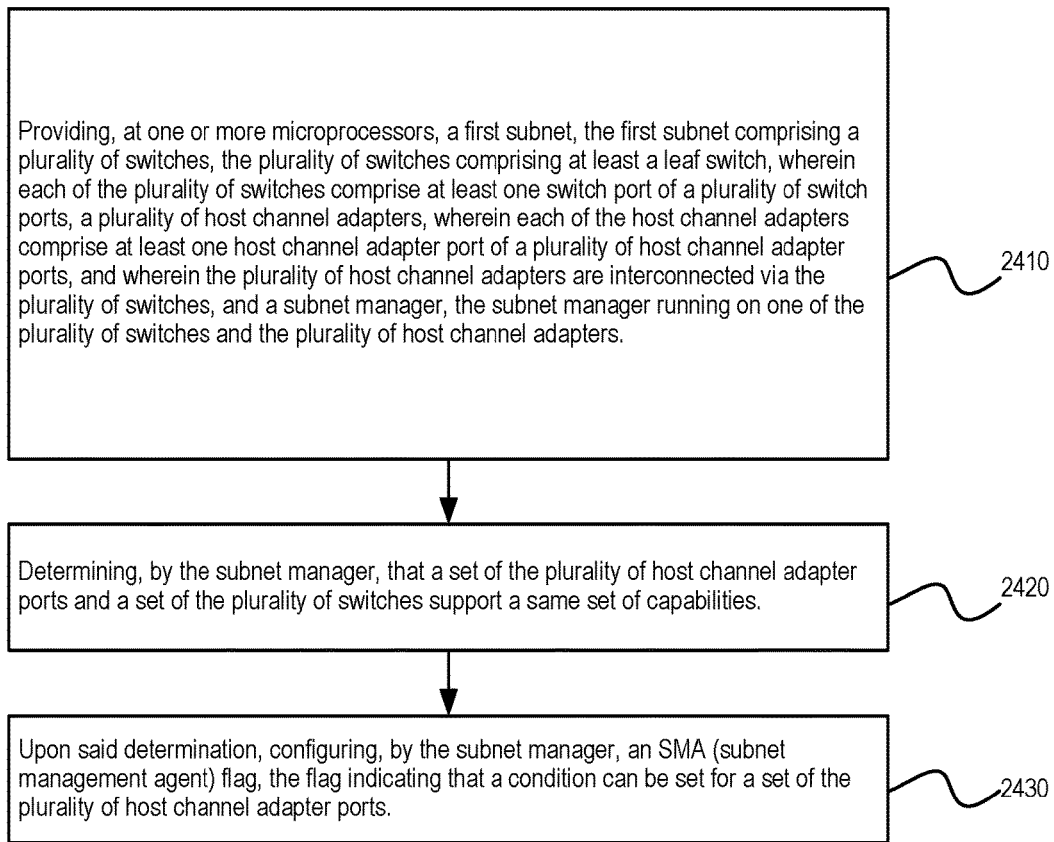 Providing, at one or more microprocessors, a first subnet, the first subnet comprising a
plurality of switches, the plurality of switches comprising at least a leaf switch, wherein
each of the plurality of switches comprise at least one switch port of a plurality of switch
ports, a plurality of host channel adapters, wherein each of the host channel adapters
comprise at least one host channel adapter port of a plurality of host channel adapter
ports, and wherein the plurality of host channel adapters are interconnected via the
plurality of switches, and a subnet manager, the subnet manager running on one of the
plurality of switches and the plurality of host channel adapters.
2410
Determining, by the subnet manager, that a set of the plurality of host channel adapter
ports and a set of the plurality of switches support a same set of capabilities.
2420
Upon said determination, configuring, by the subnet manager, an SMA (subnet
management agent) flag, the flag indicating that a condition can be set for a set of the
plurality of host channel adapter ports.
2430